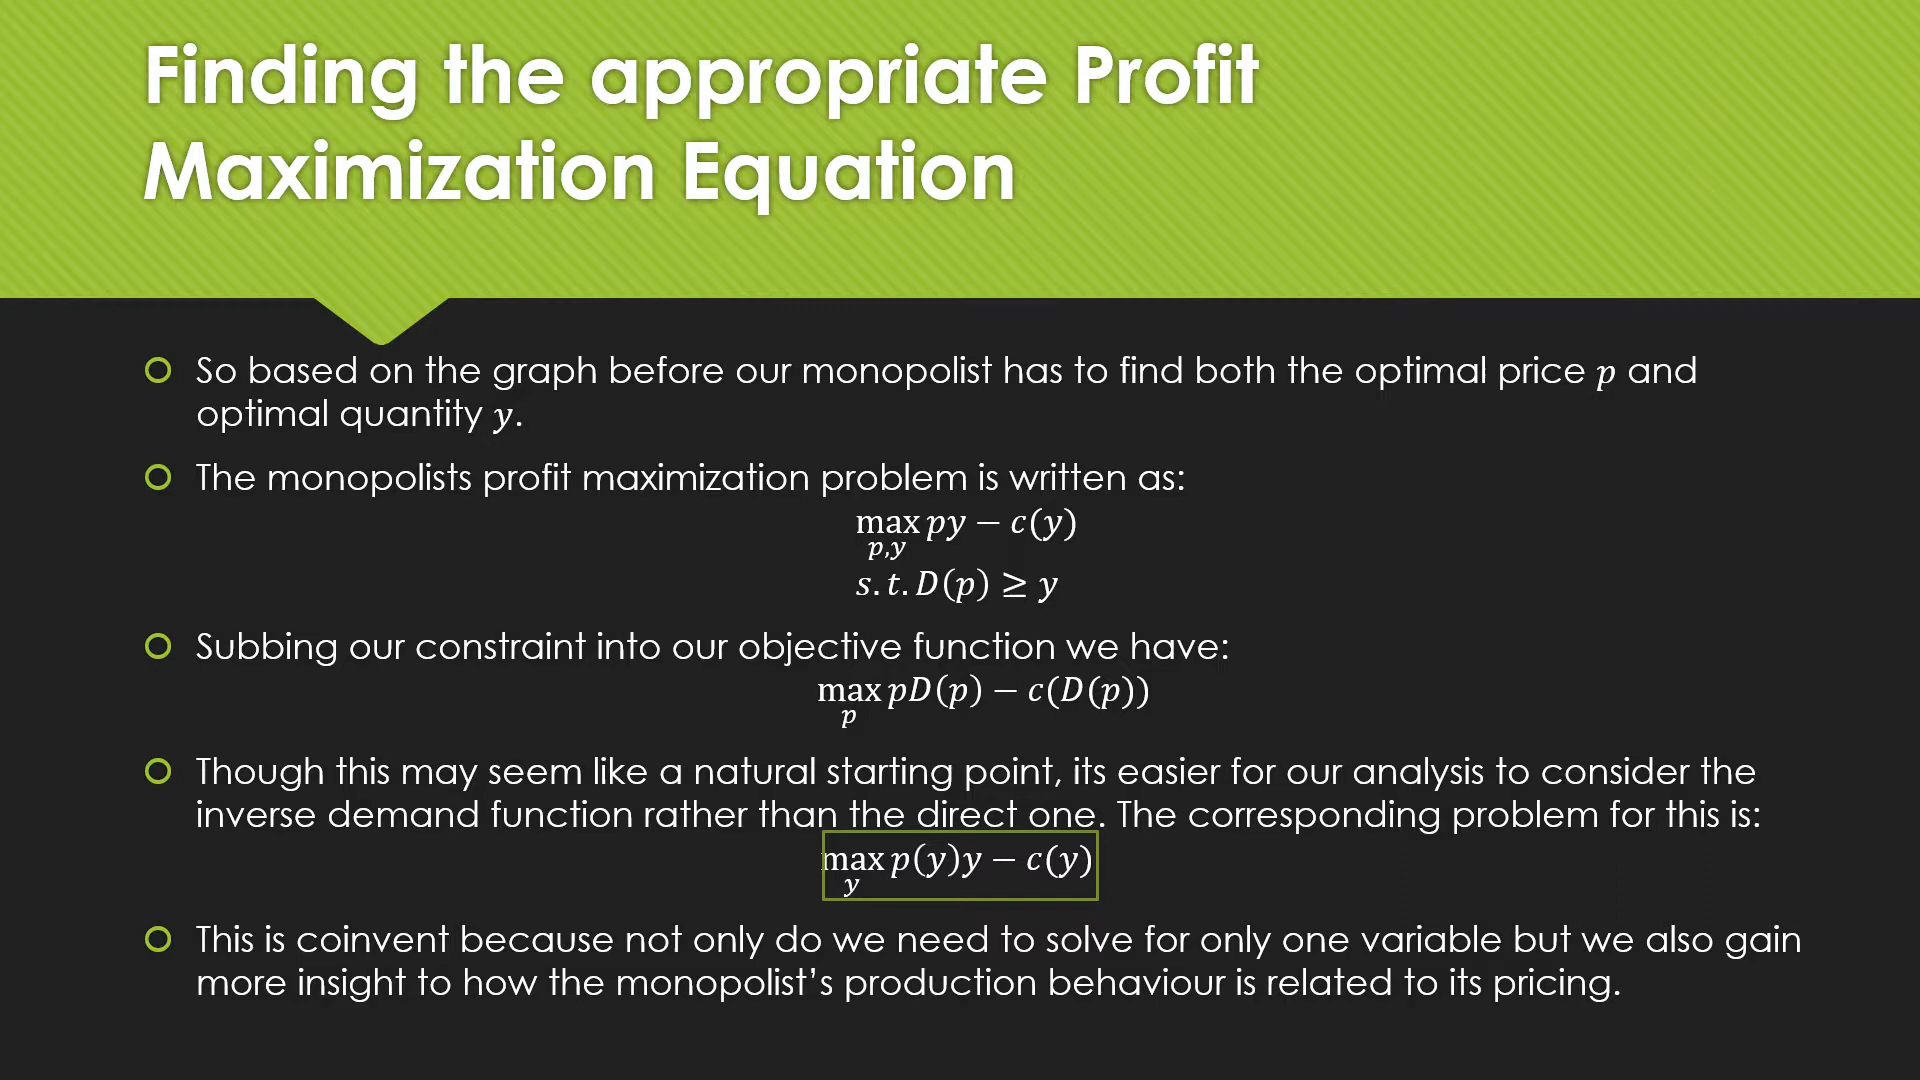 Finding the appropriate Profit
Maximization Equation
So based on the graph before our monopolist has to find both the optimal price p and
optimal quantity y.
The monopolists profit maximization problem is written as:
max py − c(y)
p,y
s.t. D(p) ≥ y
Subbing our constraint into our objective function we have:
max pD(p) − c(D(p))
p
Though this may seem like a natural starting point, its easier for our analysis to consider the
inverse demand function rather than the direct one. The corresponding problem for this is:
max p(y)y − c(y)
y
This is coinvent because not only do we need to solve for only one variable but we also gain
more insight to how the monopolist’s production behaviour is related to its pricing.